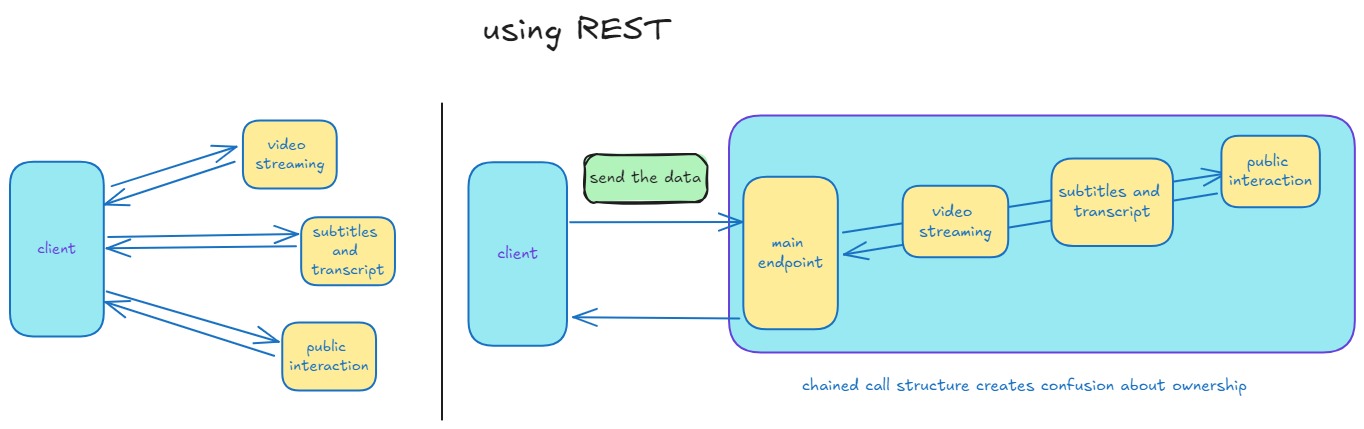 using REST
client
video
streaming
subtitles
and
transcript
public
interaction
client
send the data
main
endpoint
video
streaming
subtitles and
transcript
public
interaction
chained call structure creates confusion about ownership